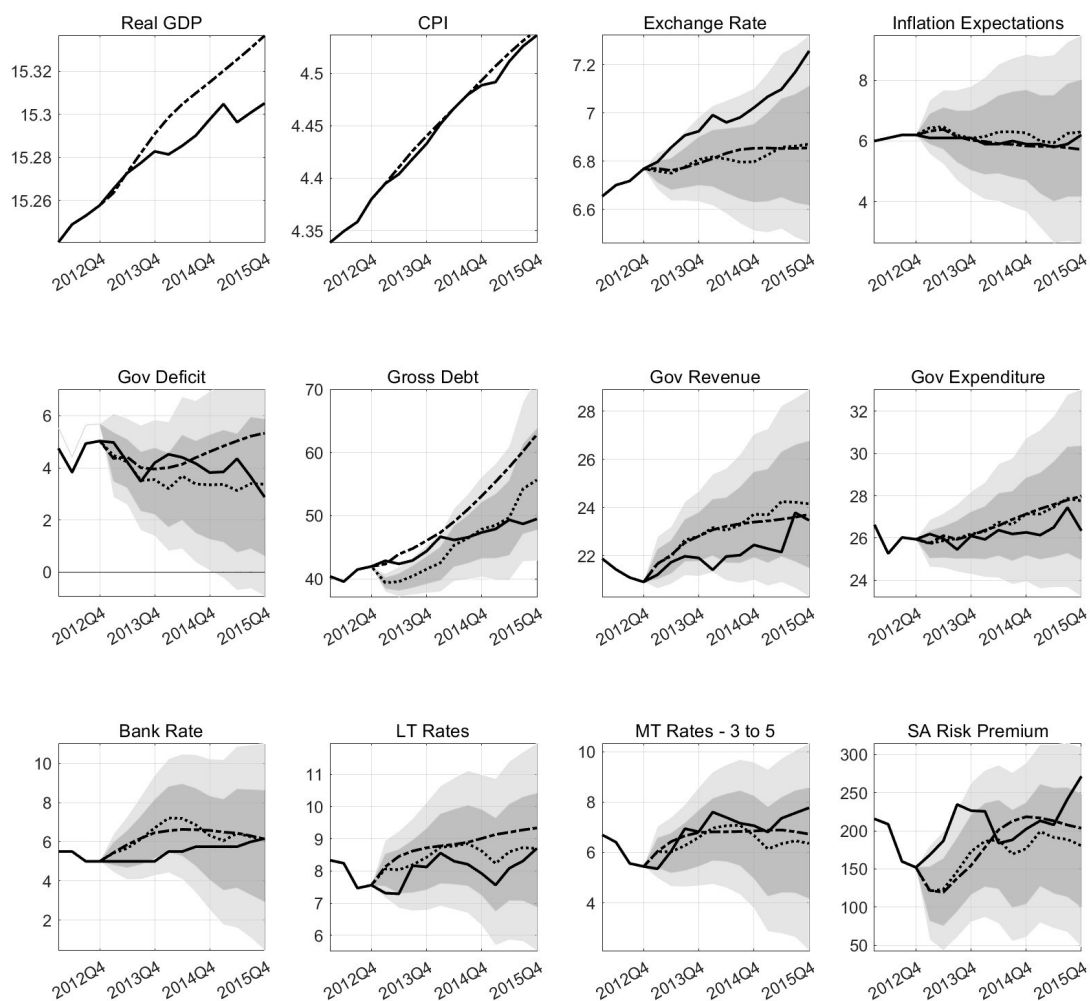 Real GDP
15.32
15.3
15.28
15.26
2012Q4
2013Q4
2014Q4
2015Q4
CPI
4.5
4.45
4.4
4.35
2012Q4
2013Q4
2014Q4
2015Q4
Exchange Rate
7.2
7
6.8
6.6
2012Q4
2013Q4
2014Q4
2015Q4
Inflation Expectations
8
6
4
2012Q4
2013Q4
2014Q4
2015Q4
Gov Deficit
6
4
2
0
2012Q4
2013Q4
2014Q4
2015Q4
Gross Debt
70
60
50
40
2012Q4
2013Q4
2014Q4
2015Q4
Gov Revenue
28
26
24
22
2012Q4
2013Q4
2014Q4
2015Q4
Gov Expenditure
32
30
28
26
24
2012Q4
2013Q4
2014Q4
2015Q4
Bank Rate
10
8
6
4
2
2012Q4
2013Q4
2014Q4
2015Q4
LT Rates
11
10
9
8
7
6
2012Q4
2013Q4
2014Q4
2015Q4
MT Rates - 3 to 5
10
8
6
4
2012Q4
2013Q4
2014Q4
2015Q4
SA Risk Premium
300
250
200
150
100
50
2012Q4
2013Q4
2014Q4
2015Q4